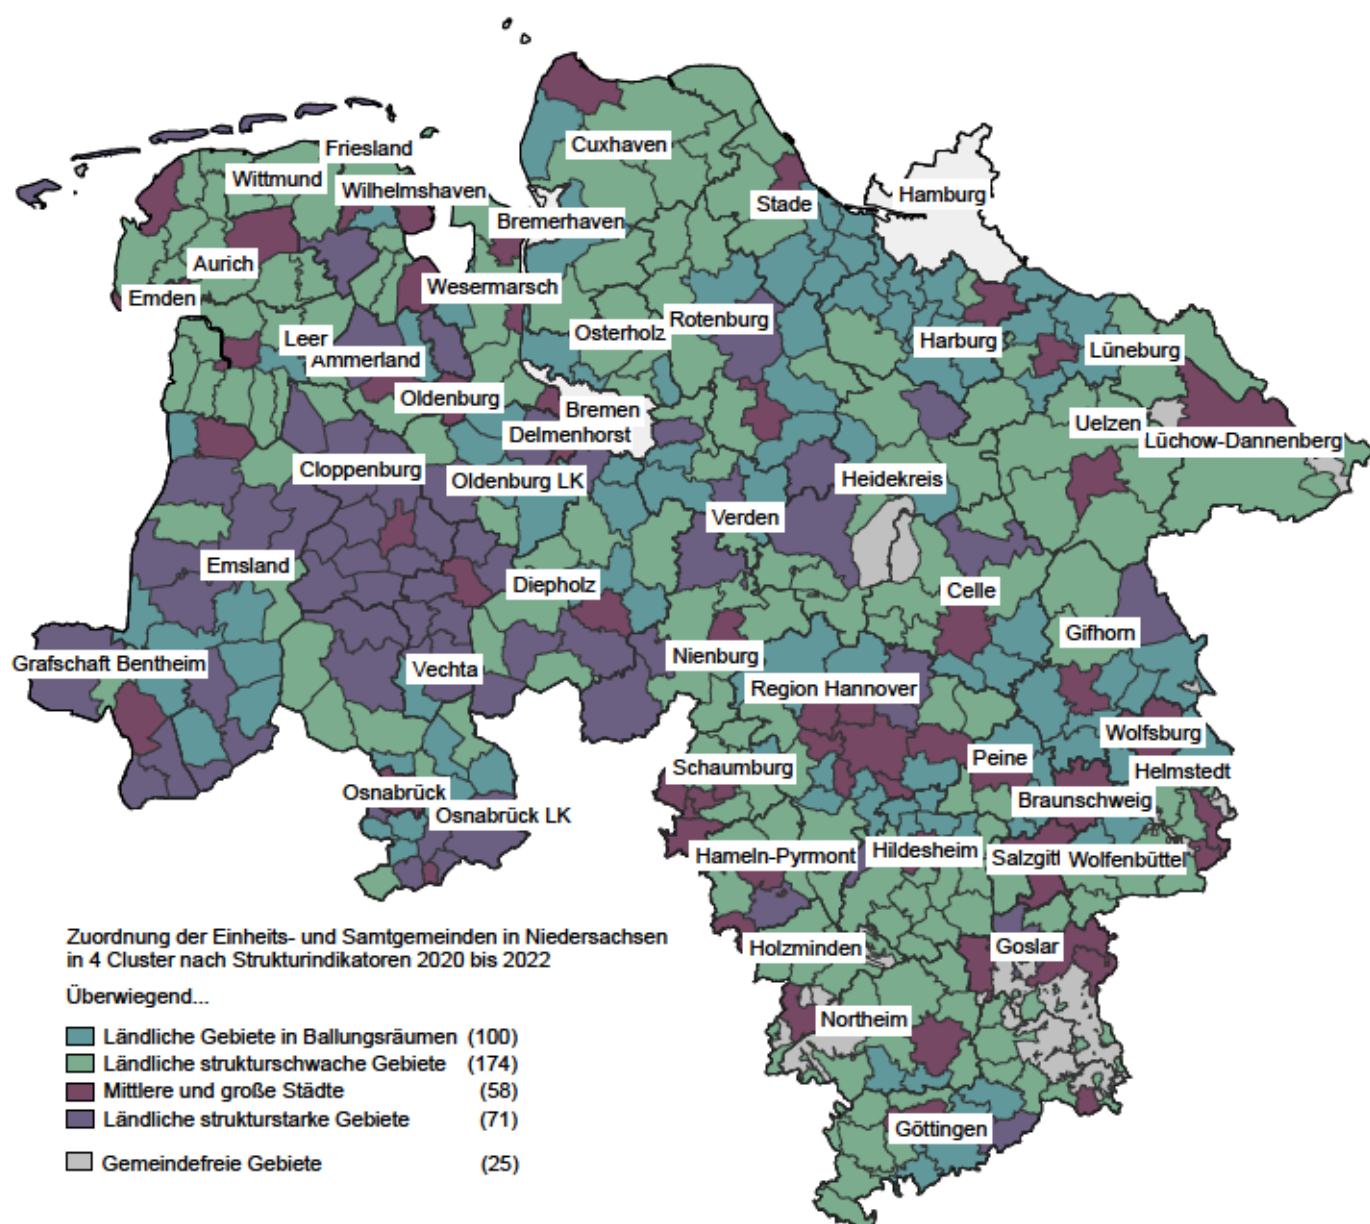 Friesland
Cuxhaven
Wittmund
Wilhelmshaven
Hamburg
Stade
Bremerhaven
Aurich
Wesermarsch
Emden
Rotenburg
Osterholz
Leer
Harburg
Lüneburg
Ammerland
Oldenburg
Bremen
Uelzen
Delmenhorst
Lüchow-Dannenberg
Cloppenburg
Oldenburg LK
Heidekreis
Verden
Emsland
Diepholz
Celle
Gifhorn
Nienburg
Grafschaft Bentheim
Vechta
Region Hannover
Wolfsburg
Peine
Schaumburg
Helmstedt
Osnabrück
Braunschweig
Osnabrück LK
Hameln-Pyrmont
Hildesheim
Salzgitt
Wolfenbüttel
Holzminden
Goslar
Northeim
Göttingen
Zuordnung der Einheits- und Samtgemeinden in Niedersachsen
in 4 Cluster nach Strukturindikatoren 2020 bis 2022
Überwiegend...
Ländliche Gebiete in Ballungsräumen (100)
Ländliche strukturschwache Gebiete (174)
Mittlere und große Städte (58)
Ländliche strukturstarke Gebiete (71)
Gemeindefreie Gebiete (25)